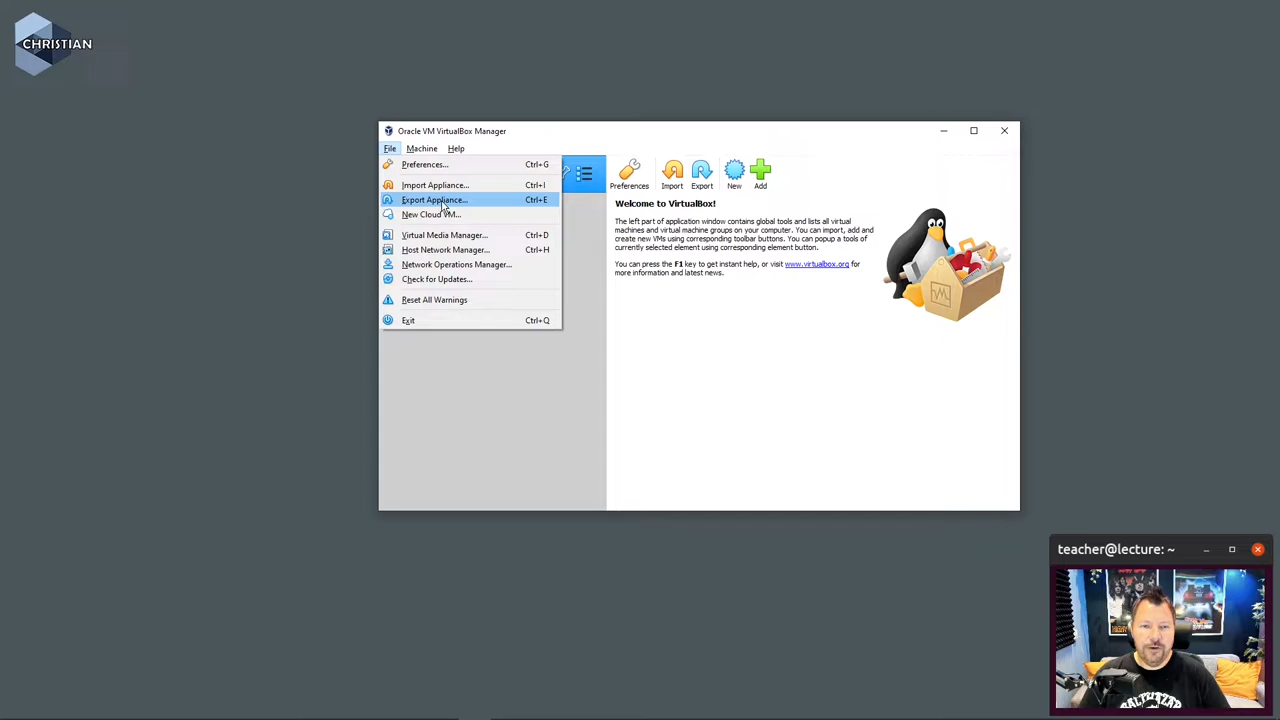 CHRISTIAN
Oracle VM VirtualBox Manager
File Machine Help
Preferences... Ctrl+G
Import Appliance... Ctrl+I
Export Appliance... Ctrl+E
New Cloud VM...
Virtual Media Manager... Ctrl+D
Host Network Manager... Ctrl+H
Network Operations Manager...
Check for Updates...
Reset All Warnings
Exit Ctrl+Q
Preferences Import Export New Add
Welcome to VirtualBox!
The left part of application window contains global tools and lists all virtual
machines and virtual machine groups on your computer. You can import, add and
create new VMs using corresponding toolbar buttons. You can popup a tools of
currently selected element using corresponding element button.
You can press the F1 key to get instant help, or visit www.virtualbox.org for
more information and latest news.
teacher@lecture: ~